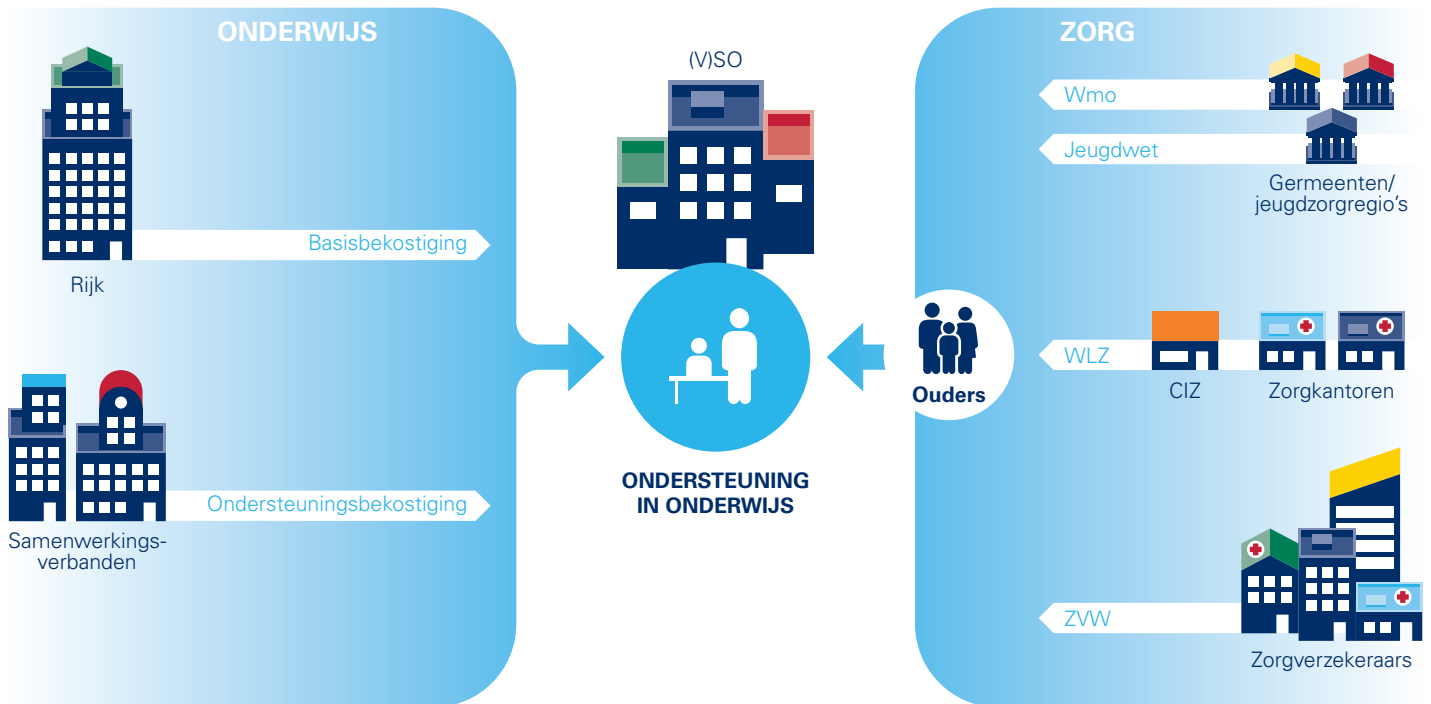 ONDERWIJS
Rijk
Basisbekostiging
Samenwerkings-
verbanden
Ondersteuningsbekostiging
(V)SO
ONDERSTEUNING
IN ONDERWIJS
Ouders
ZORG
Wmo
Jeugdwet
Germeenten/
jeugdzorgregio's
WLZ
CIZ
Zorgkantoren
ZVW
Zorgverzekeraars